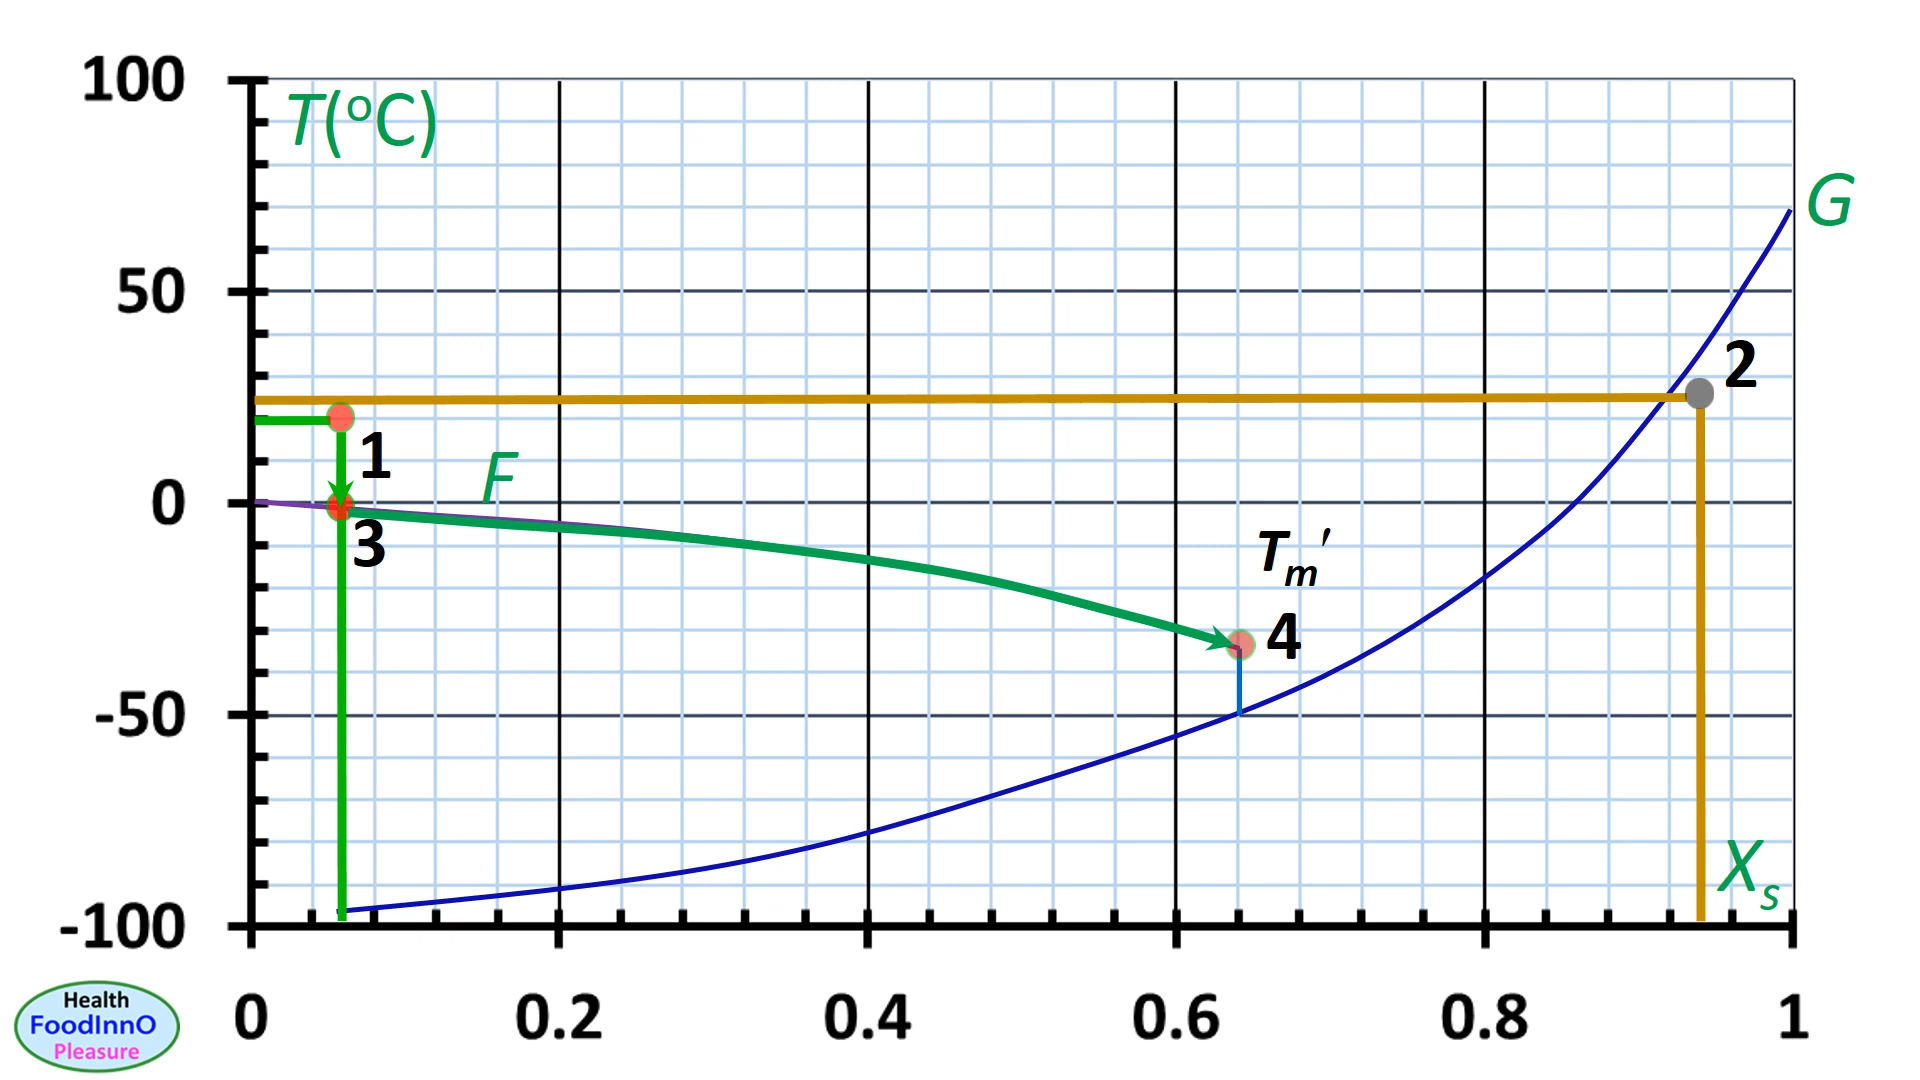 100
T(°C)
G
50
2
1
F
0
3
Tm′
4
-50
Xs
-100
0 0.2 0.4 0.6 0.8 1
Health
FoodInnO
Pleasure